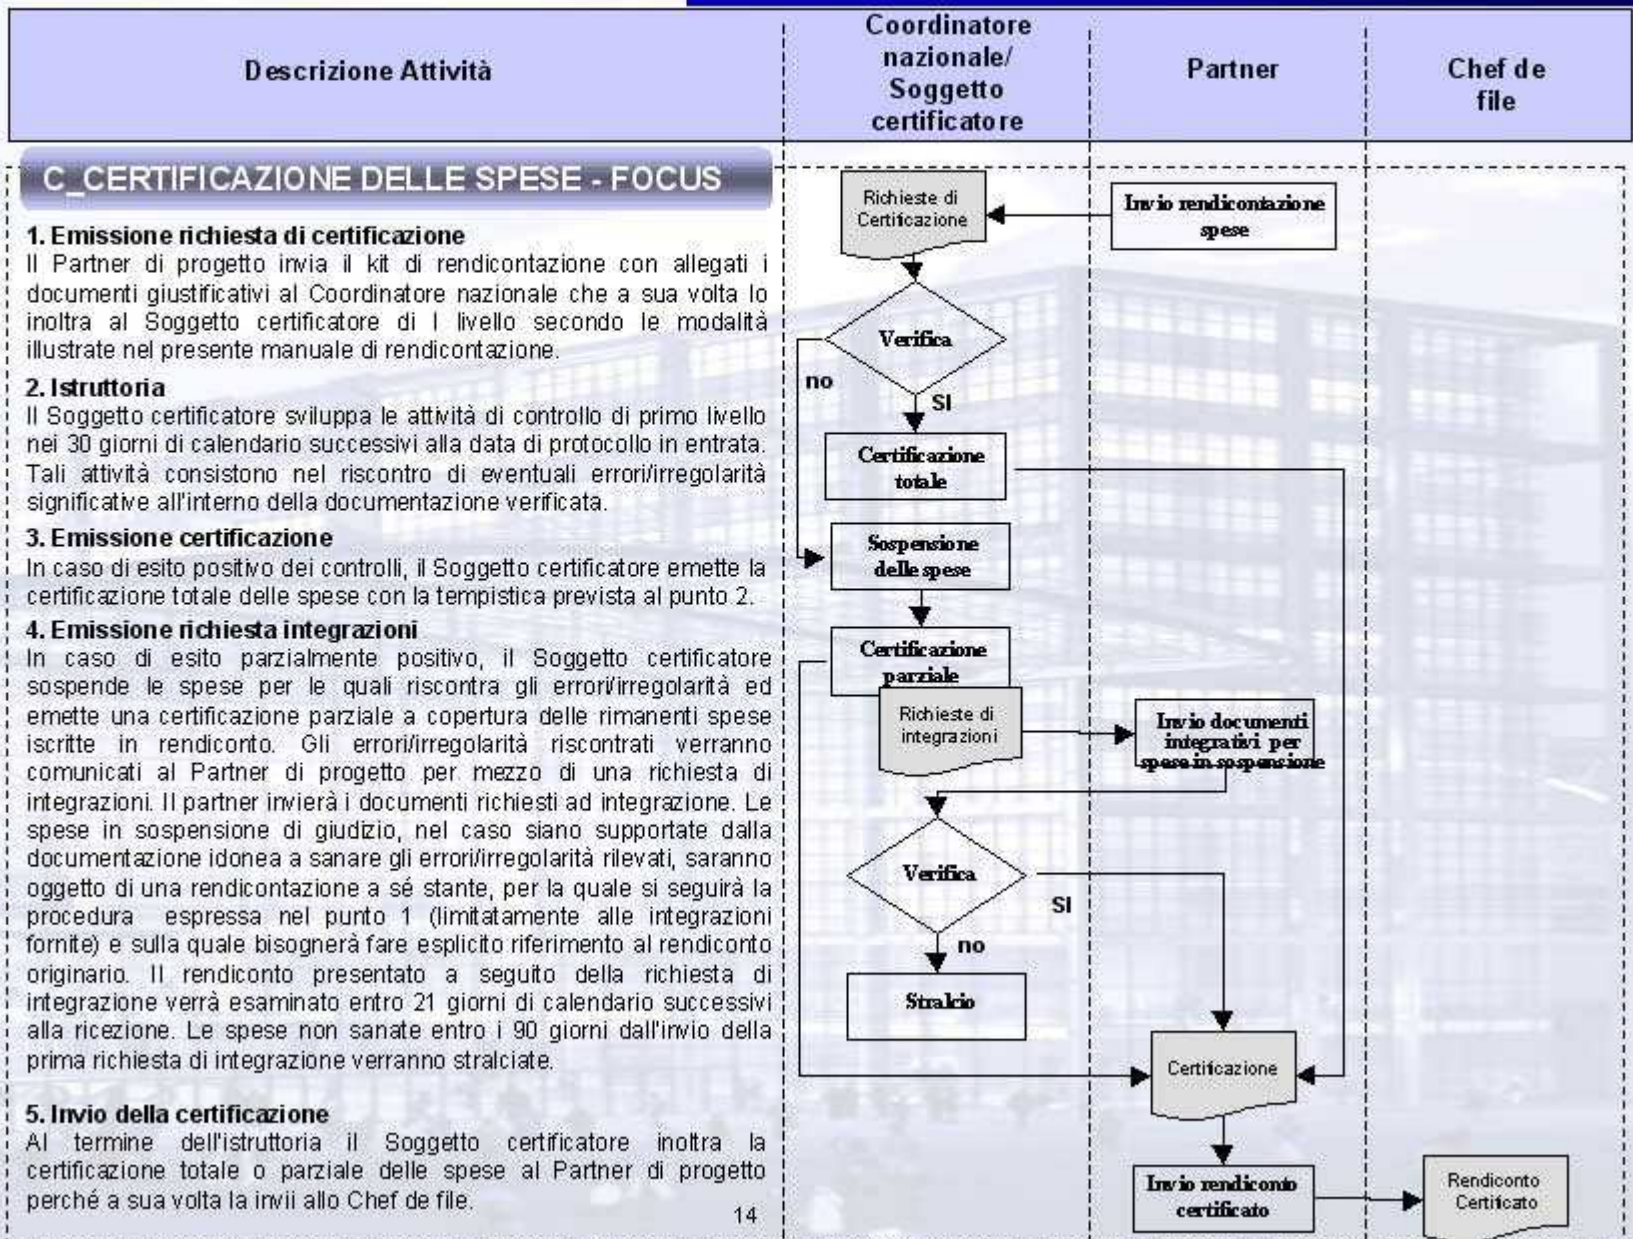 Descrizione Attività
Coordinatore
nazionale/
Soggetto
certificatore
Partner
Chef de
file
C_CERTIFICAZIONE DELLE SPESE - FOCUS
1. Emissione richiesta di certificazione
Il Partner di progetto invia il kit di rendicontazione con allegati i
documenti giustificativi al Coordinatore nazionale che a sua volta lo
inoltra al Soggetto certificatore di I livello secondo le modalità
illustrate nel presente manuale di rendicontazione.
2. Istruttoria
Il Soggetto certificatore sviluppa le attività di controllo di primo livello
nei 30 giorni di calendario successivi alla data di protocollo in entrata.
Tali attività consistono nel riscontro di eventuali errori/irregolarità
significative all'interno della documentazione verificata.
3. Emissione certificazione
In caso di esito positivo dei controlli, il Soggetto certificatore emette la
certificazione totale delle spese con la tempistica prevista al punto 2.
4. Emissione richiesta integrazioni
In caso di esito parzialmente positivo, il Soggetto certificatore
sospende le spese per le quali riscontra gli errori/irregolarità ed
emette una certificazione parziale a copertura delle rimanenti spese
iscritte in rendiconto. Gli errori/irregolarità riscontrati verranno
comunicati al Partner di progetto per mezzo di una richiesta di
integrazioni. Il partner invierà i documenti richiesti ad integrazione. Le
spese in sospensione di giudizio, nel caso siano supportate dalla
documentazione idonea a sanare gli errori/irregolarità rilevati, saranno
oggetto di una rendicontazione a sé stante, per la quale si seguirà la
procedura espressa nel punto 1 (limitatamente alle integrazioni
fornite) e sulla quale bisognerà fare esplicito riferimento al rendiconto
originario. Il rendiconto presentato a seguito della richiesta di
integrazione verrà esaminato entro 21 giorni di calendario successivi
alla ricezione. Le spese non sanate entro i 90 giorni dall'invio della
prima richiesta di integrazione verranno stralciate.
5. Invio della certificazione
Al termine dell'istruttoria il Soggetto certificatore inoltra la
certificazione totale o parziale delle spese al Partner di progetto
perché a sua volta la invii allo Chef de file.
14
Richieste di
Certificazione
Invio rendicontazione
spese
Verifica
no
SI
Certificazione
totale
Sospensione
delle spese
Certificazione
parziale
Richieste di
integrazioni
Invio documenti
integrativi per
spese in sospensione
Verifica
SI
no
Stralcio
Certificazione
Invio rendiconto
certificato
Rendiconto
Certificato